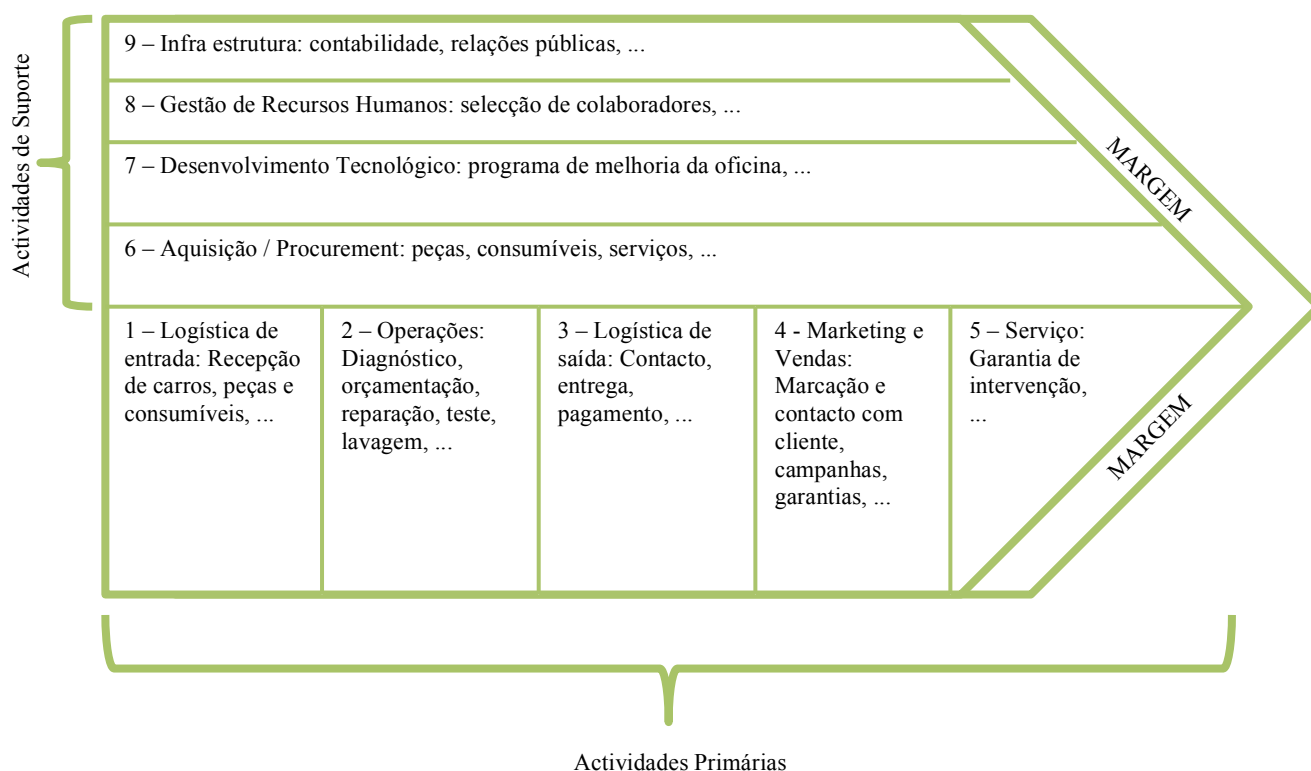 Actividades de Suporte
9 – Infra estrutura: contabilidade, relações públicas, ...
8 – Gestão de Recursos Humanos: selecção de colaboradores, ...
7 – Desenvolvimento Tecnológico: programa de melhoria da oficina, ...
6 – Aquisição / Procurement: peças, consumíveis, serviços, ...
1 – Logística de
entrada: Recepção
de carros, peças e
consumíveis, ...
2 – Operações:
Diagnóstico,
orçamentação,
reparação, teste,
lavagem, ...
3 – Logística de
saída: Contacto,
entrega,
pagamento, ...
4 - Marketing e
Vendas:
Marcação e
contacto com
cliente,
campanhas,
garantias, ...
5 – Serviço:
Garantia de
intervenção,
...
MARGEM
MARGEM
Actividades Primárias